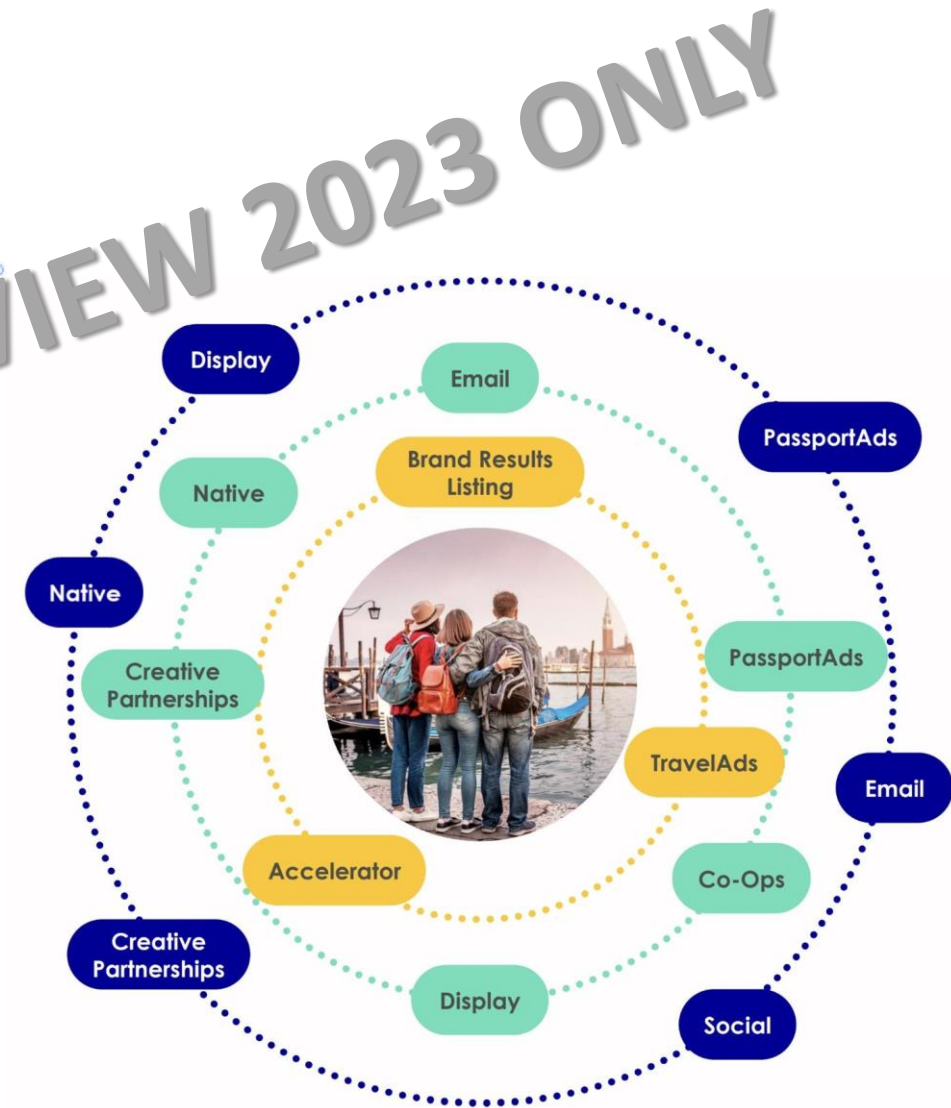 VIEW 2023 ONLY
Display
Email
PassportAds
Brand Results
Listing
Native
Native
Creative
Partnerships
PassportAds
TravelAds
Email
Accelerator
Co-Ops
Creative
Partnerships
Display
Social